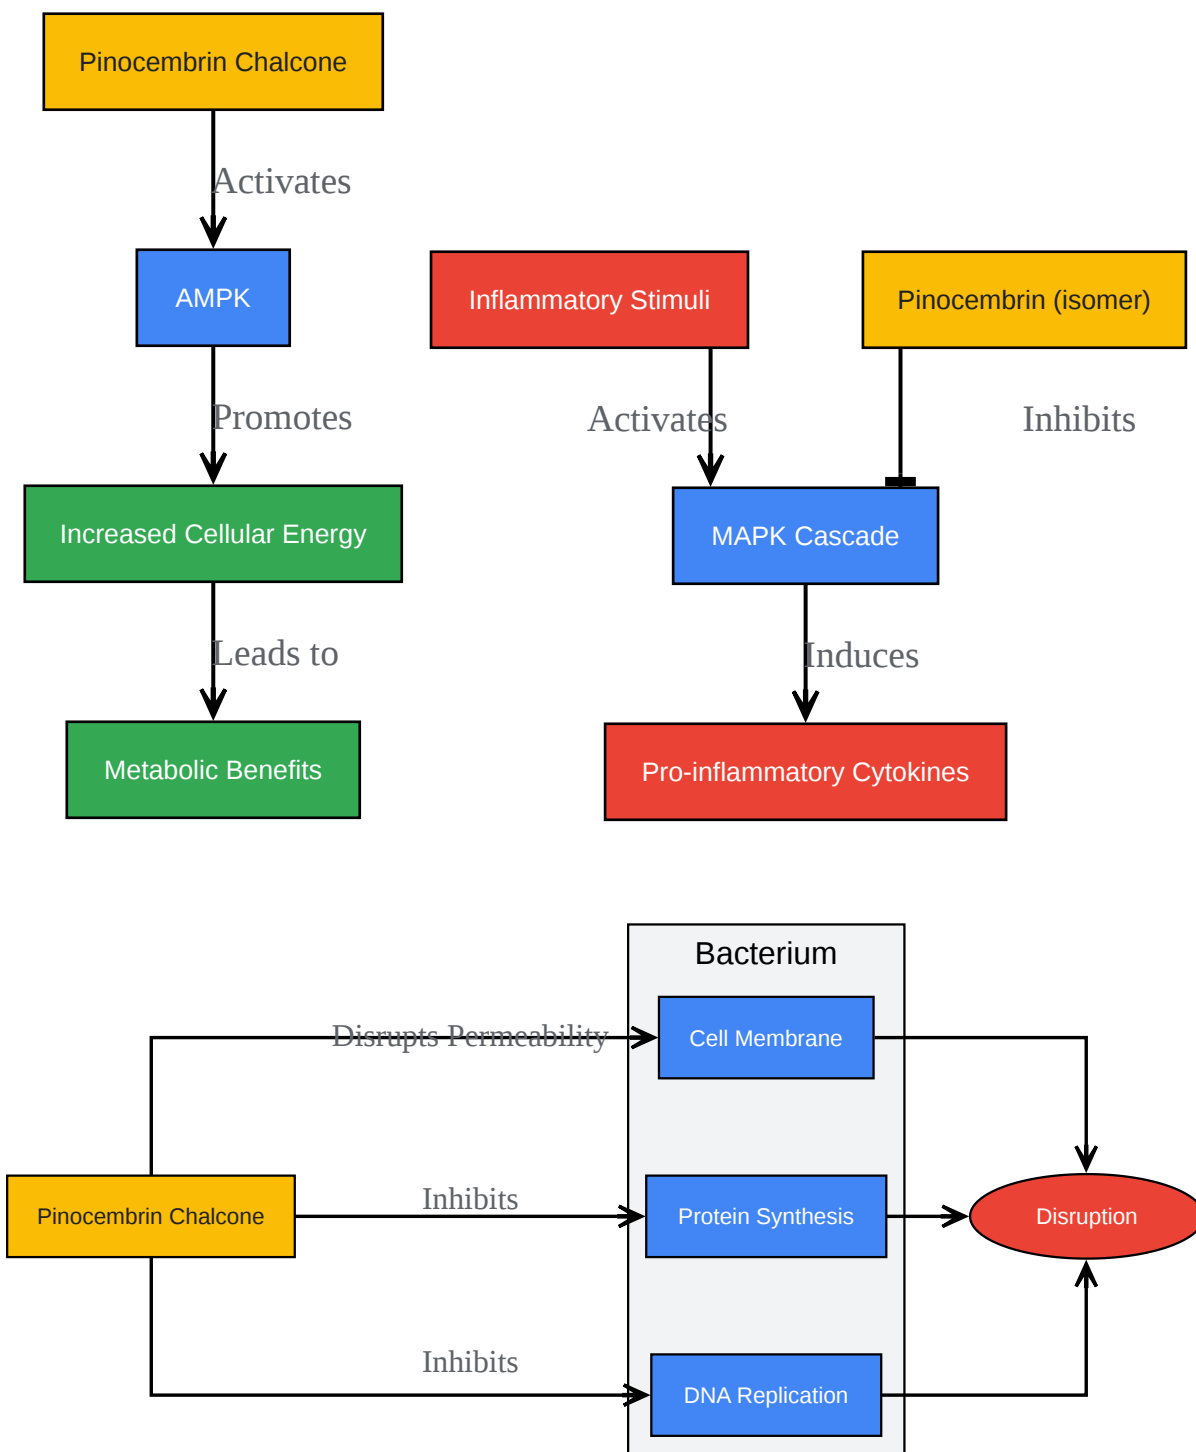 Pinocembrin Chalcone
Activates
AMPK
Inflammatory Stimuli
Pinocembrin (isomer)
Promotes
Activates
Inhibits
Increased Cellular Energy
MAPK Cascade
Leads to
Induces
Metabolic Benefits
Pro-inflammatory Cytokines
Bacterium
Disrupts Permeability
Cell Membrane
Pinocembrin Chalcone
Inhibits
Protein Synthesis
Disruption
Inhibits
DNA Replication